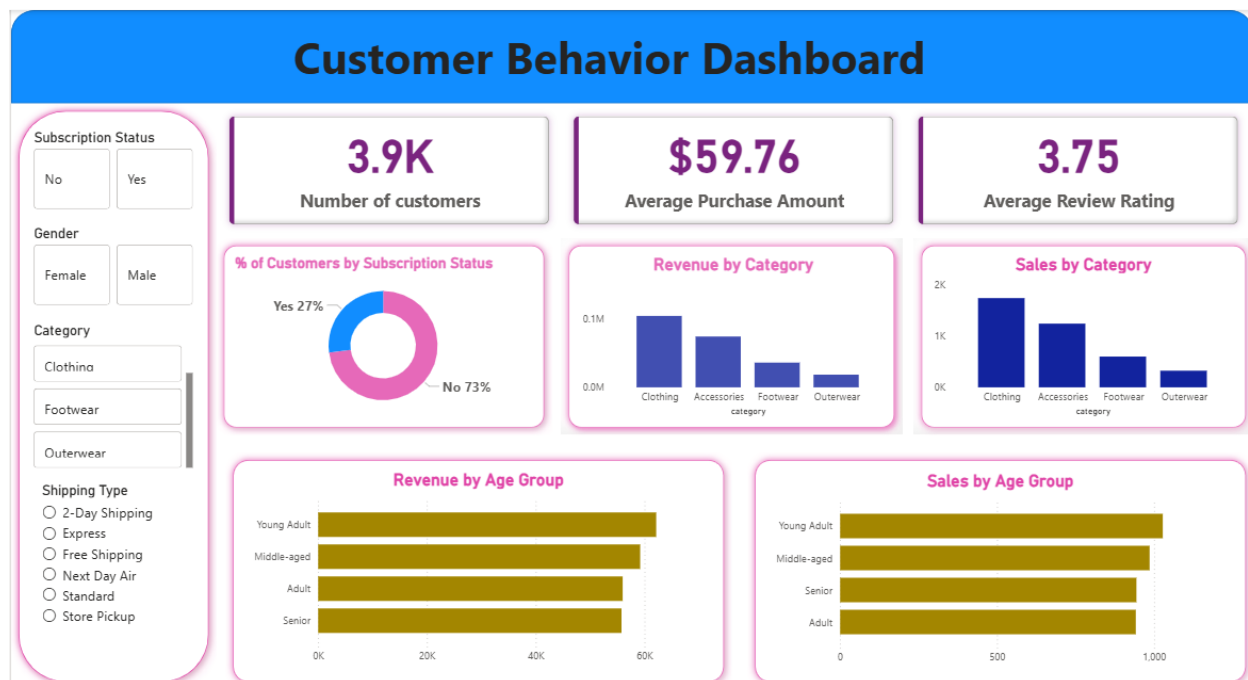 Customer Behavior Dashboard
Subscription Status
No
Yes
Gender
Female
Male
Category
Clothing
Footwear
Outerwear
Shipping Type
2-Day Shipping
Express
Free Shipping
Next Day Air
Standard
Store Pickup
3.9K
Number of customers
$59.76
Average Purchase Amount
3.75
Average Review Rating
% of Customers by Subscription Status
Yes 27%
No 73%
Revenue by Category
0.1M
0.0M
Clothing Accessories Footwear Outerwear
category
Sales by Category
2K
1K
0K
Clothing Accessories Footwear Outerwear
category
Revenue by Age Group
Young Adult
Middle-aged
Adult
Senior
0K 20K 40K 60K
Sales by Age Group
Young Adult
Middle-aged
Senior
Adult
0 500 1,000